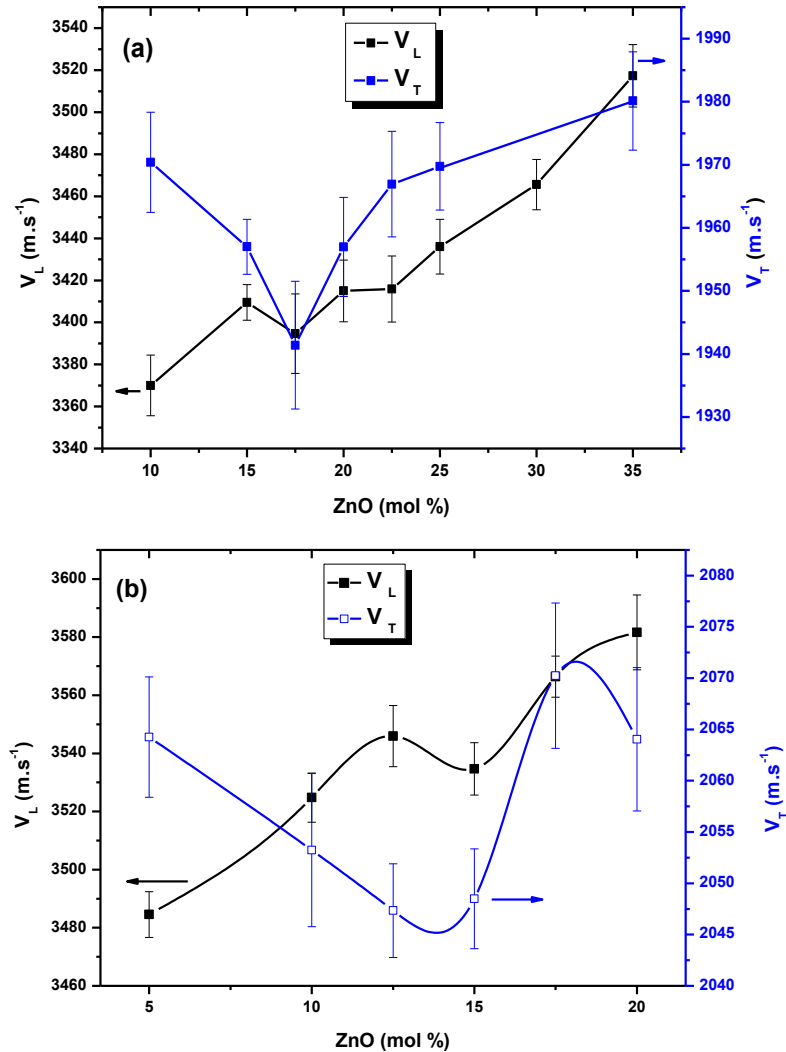 (a)
V L
V T
3540
3520
3500
3480
3460
3440
3420
3400
3380
3360
3340
V L (m.s-1)
1990
1980
1970
1960
1950
1940
1930
V T (m.s-1)
10 15 20 25 30 35
ZnO (mol %)
(b)
V L
V T
3600
3580
3560
3540
3520
3500
3480
3460
V L (m.s-1)
2080
2075
2070
2065
2060
2055
2050
2045
2040
V T (m.s-1)
5 10 15 20
ZnO (mol %)